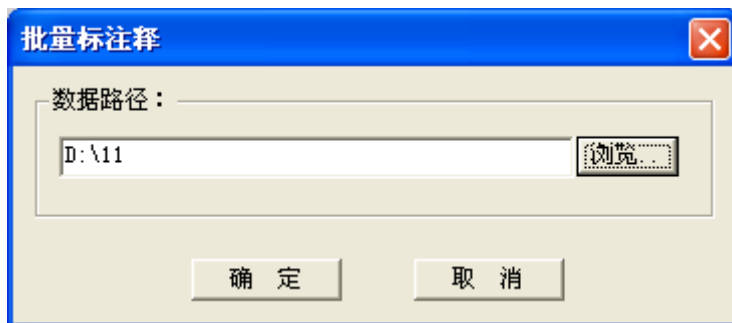 批量标注释
数据路径：
D:\11
浏览..
确 定
取 消